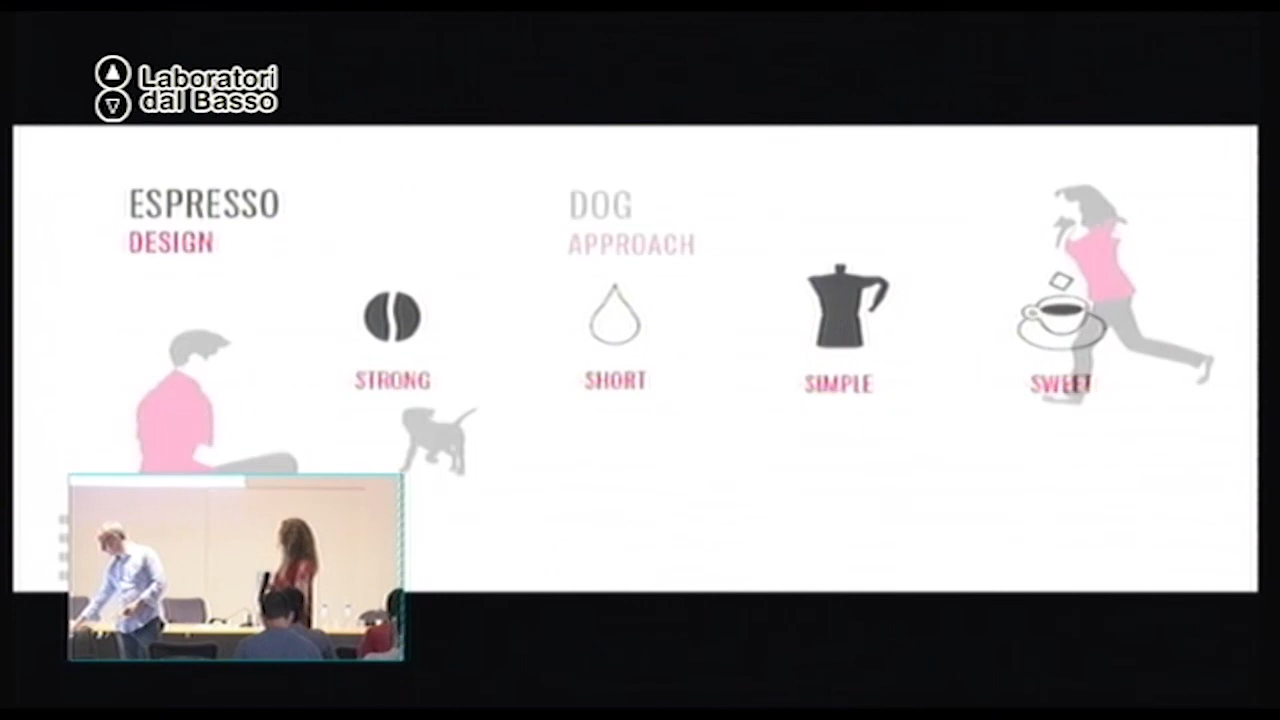 Laboratori
dal Basso
ESPRESSO
DESIGN
DOG
APPROACH
STRONG
SHORT
SIMPLE
SWEET